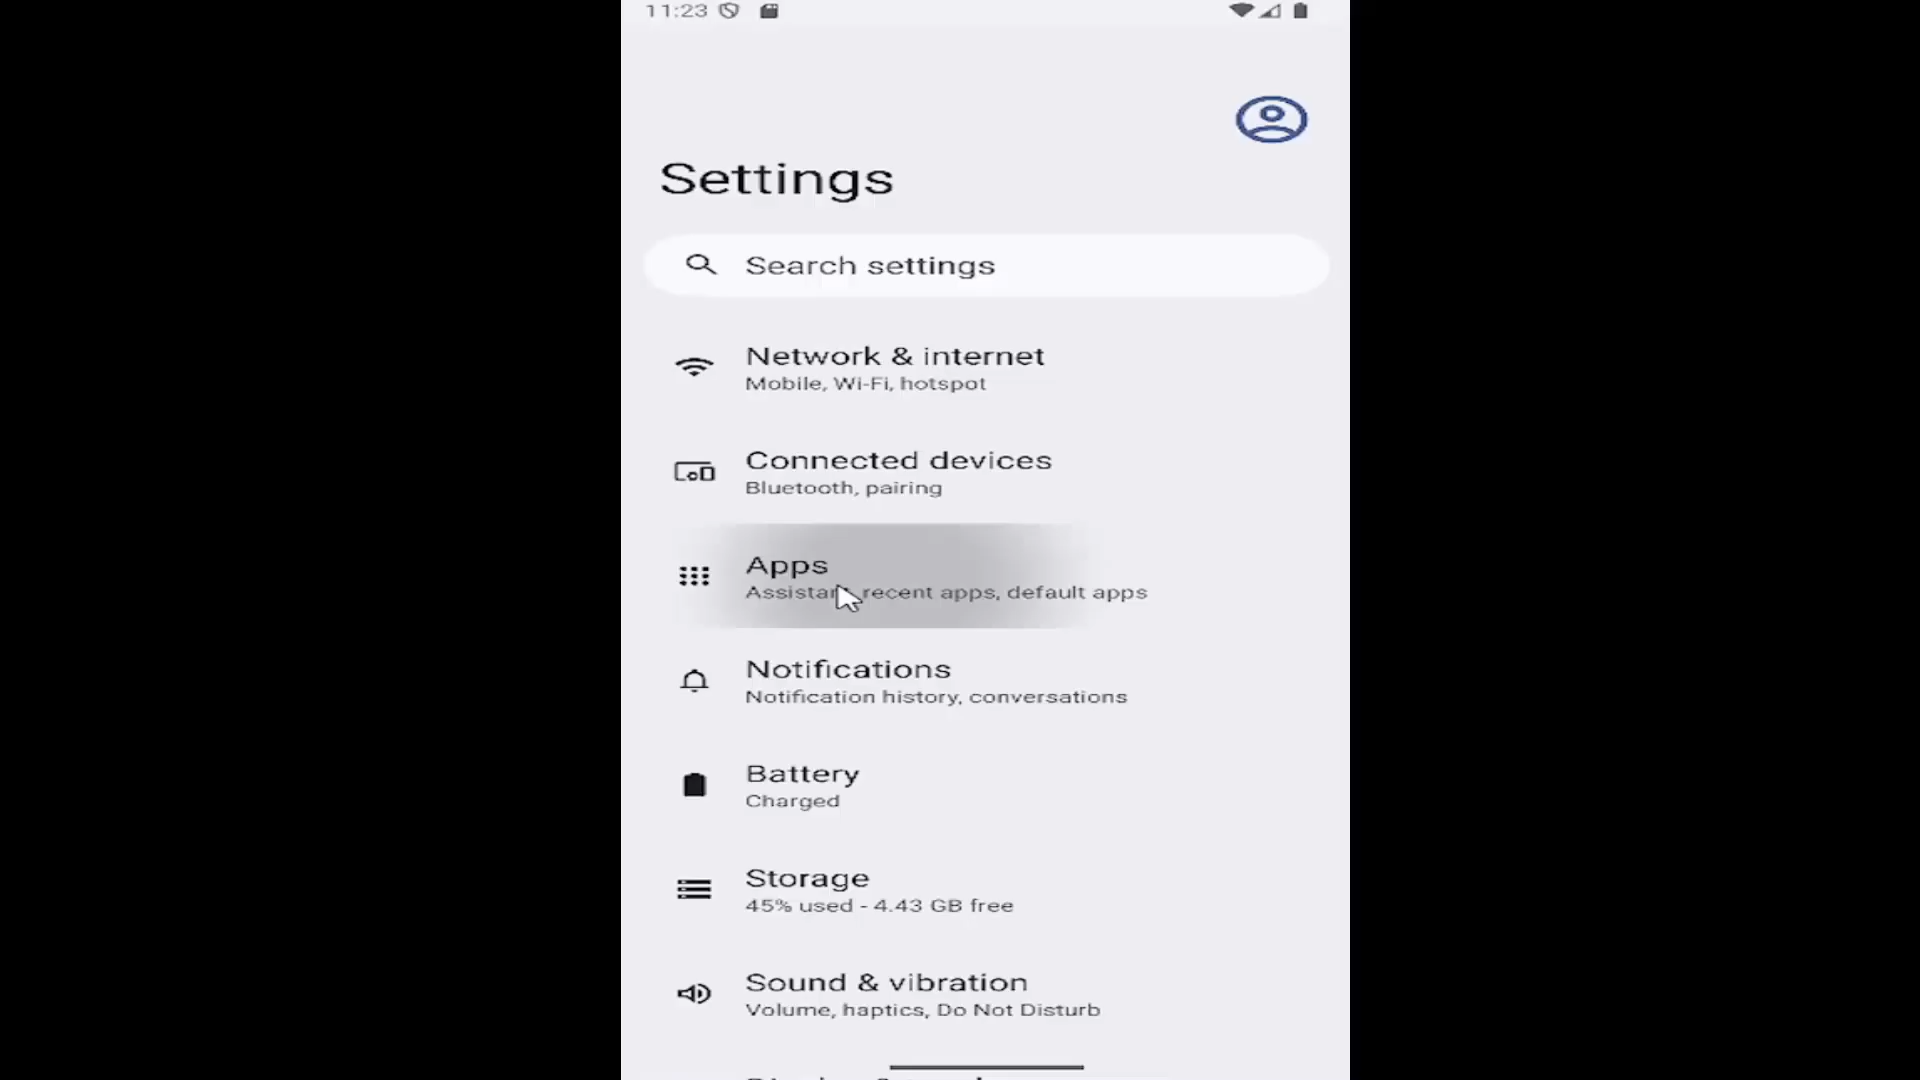 11:23
Settings
Search settings
Network & internet
Mobile, Wi-Fi, hotspot
Connected devices
Bluetooth, pairing
Apps
recent apps, default apps
Notifications
Notification history, conversations
Battery
Charged
Storage
45% used - 4.43 GB free
Sound & vibration
Volume, haptics, Do Not Disturb